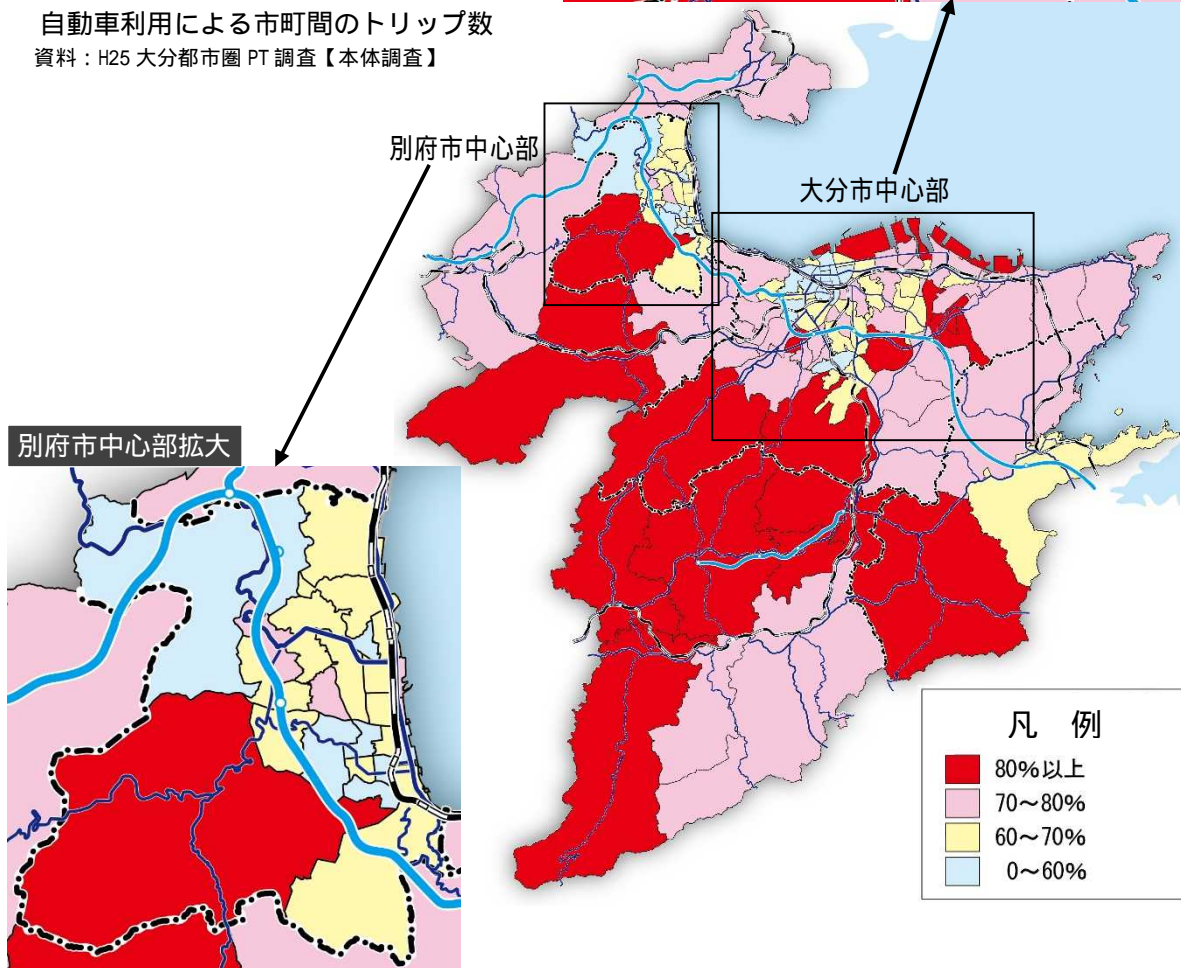 自動車利用による市町間のトリップ数
資料：H25 大分都市圏 PT 調査【本体調査】
別府市中心部
大分市中心部
別府市中心部拡大
凡 例
80%以上
70～80%
60～70%
0～60%